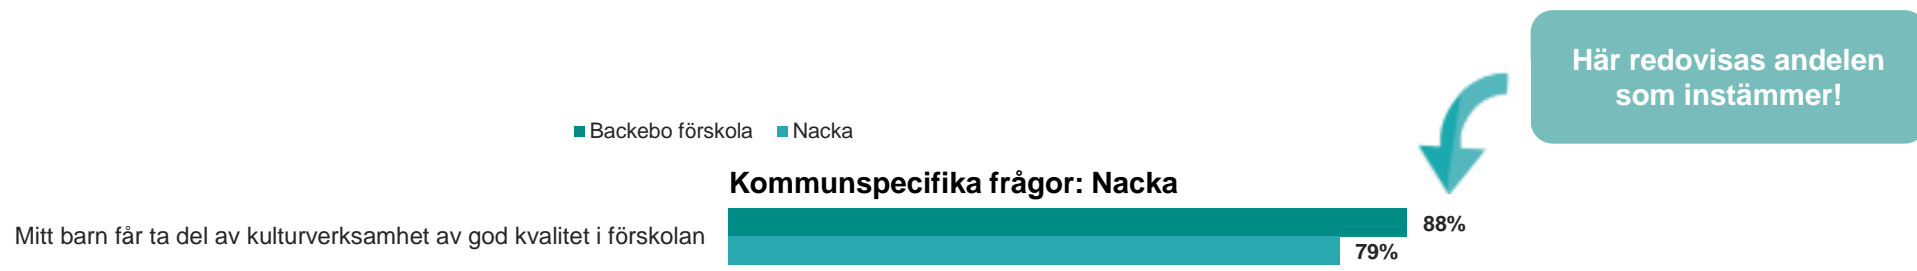 Här redovisas andelen
som instämmer!
Backebo förskola Nacka
Kommunspecifika frågor: Nacka
Mitt barn får ta del av kulturverksamhet av god kvalitet i förskolan
88%
79%